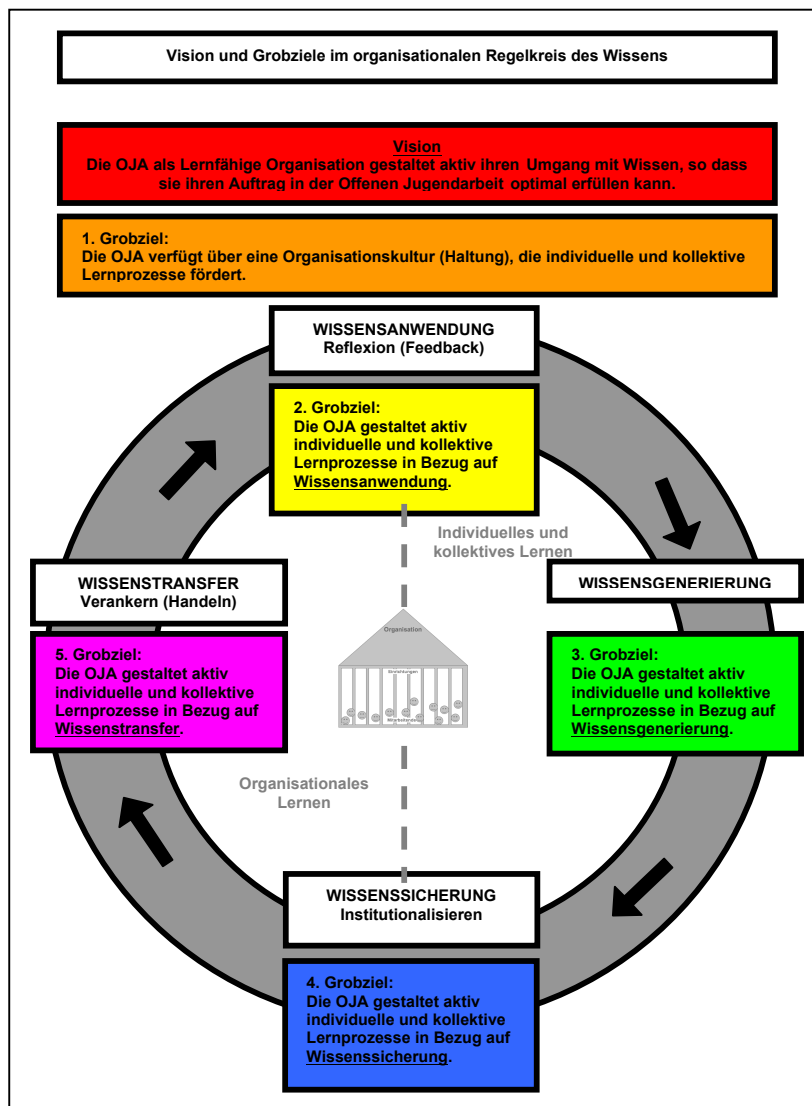 Vision und Grobziele im organisationalen Regelkreis des Wissens
Vision
Die OJA als Lernfähige Organisation gestaltet aktiv ihren Umgang mit Wissen, so dass
sie ihren Auftrag in der Offenen Jugendarbeit optimal erfüllen kann.
1. Grobziel:
Die OJA verfügt über eine Organisationskultur (Haltung), die individuelle und kollektive
Lernprozesse fördert.
WISSENSANWENDUNG
Reflexion (Feedback)
2. Grobziel:
Die OJA gestaltet aktiv
individuelle und kollektive
Lernprozesse in Bezug auf
Wissensanwendung.
Individuelles und
kollektives Lernen
WISSENSTRANSFER
Verankern (Handeln)
WISSENSGENERIERUNG
5. Grobziel:
Die OJA gestaltet aktiv
individuelle und kollektive
Lernprozesse in Bezug auf
Wissenstransfer.
Organisation
Einrichtungen
Mitarbeitende
3. Grobziel:
Die OJA gestaltet aktiv
individuelle und kollektive
Lernprozesse in Bezug auf
Wissensgenerierung.
Organisationales
Lernen
WISSENSSICHERUNG
Institutionalisieren
4. Grobziel:
Die OJA gestaltet aktiv
individuelle und kollektive
Lernprozesse in Bezug auf
Wissenssicherung.